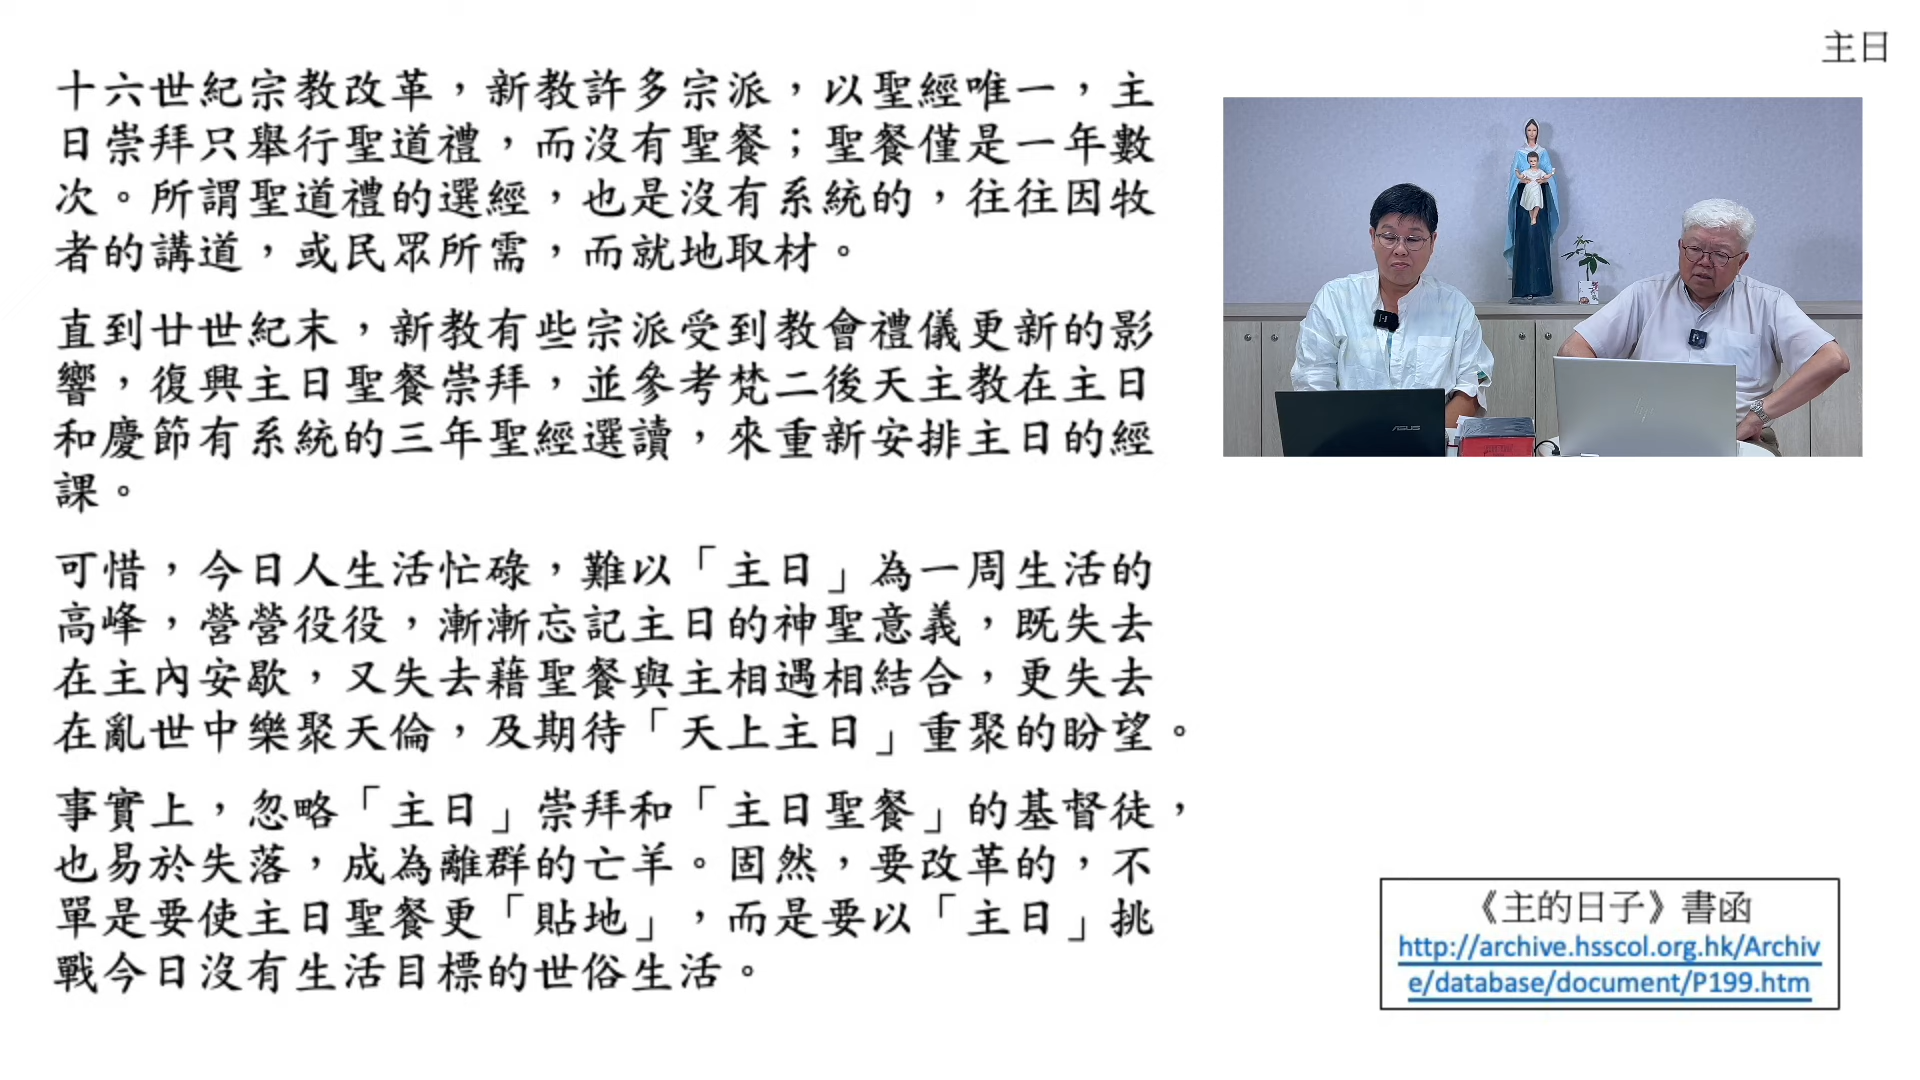 主日
十六世紀宗教改革，新教許多宗派，以聖經唯一，主
日崇拜只舉行聖道禮，而沒有聖餐；聖餐僅是一年數
次。所謂聖道禮的選經，也是沒有系統的，往往因牧
者的講道，或民眾所需，而就地取材。
直到廿世紀末，新教有些宗派受到教會禮儀更新的影
響，復興主日聖餐崇拜，並參考梵二後天主教在主日
和慶節有系統的三年聖經選讀，來重新安排主日的經
課。
可惜，今日人生活忙碌，難以「主日」為一周生活的
高峰，營營役役，漸漸忘記主日的神聖意義，既失去
在主內安歇，又失去藉聖餐與主相遇相結合，更失去
在亂世中樂聚天倫，及期待「天上主日」重聚的盼望。
事實上，忽略「主日」崇拜和「主日聖餐」的基督徒，
也易於失落，成為離群的亡羊。固然，要改革的，不
單是要使主日聖餐更「貼地」，而是要以「主日」挑
戰今日沒有生活目標的世俗生活。
ASUS
hp
《主的日子》書函
http://archive.hsscol.org.hk/Archiv
e/database/document/P199.htm